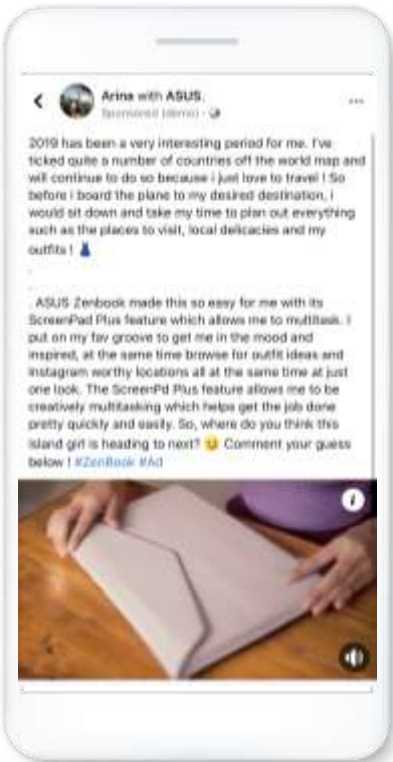 Arina with ASUS.
Sponsored (demo) ·
2019 has been a very interesting period for me. I've
ticked quite a number of countries off the world map and
will continue to do so because i just love to travel ! So
before i board the plane to my desired destination, i
would sit down and take my time to plan out everything
such as the places to visit, local delicacies and my
outfits ! 👗
.
.
. ASUS Zenbook made this so easy for me with its
ScreenPad Plus feature which allows me to multitask. I
put on my fav groove to get me in the mood and
inspired, at the same time browse for outfit ideas and
Instagram worthy locations all at the same time at just
one look. The ScreenPd Plus feature allows me to be
creatively multitasking which helps get the job done
pretty quickly and easily. So, where do you think this
island girl is heading to next? 😉 Comment your guess
below ! #ZenBook #Ad